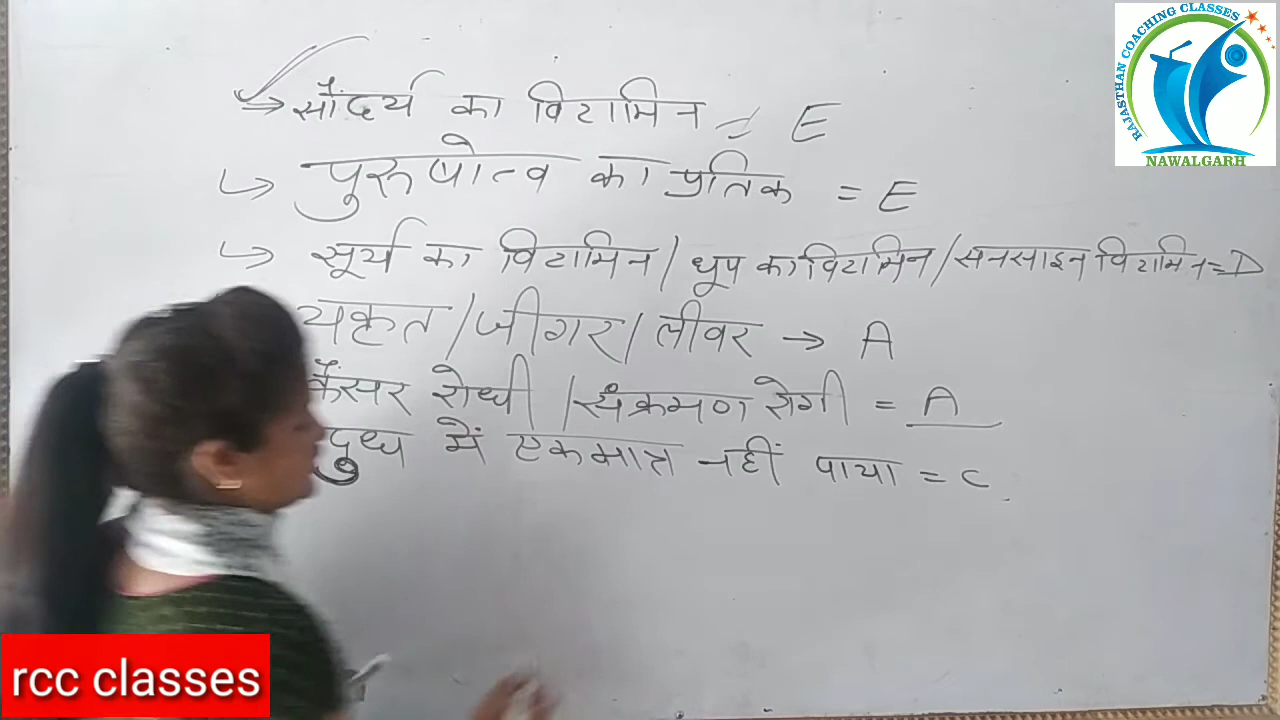 RAJASTHAN COACHING CLASSES
NAWALGARH
→ सौंदर्य का विटामिन = E
↳ पुरुषोत्व का प्रतिक = E
↳ सूर्य का विटामिन / धूप का विटामिन / सनसाइन विटामिन = D
यकृत / जीगर / लीवर → A
कैंसर रोधी / संक्रमण रोगी = A
दुध में एकमात्र नहीं पाया = C
rcc classes